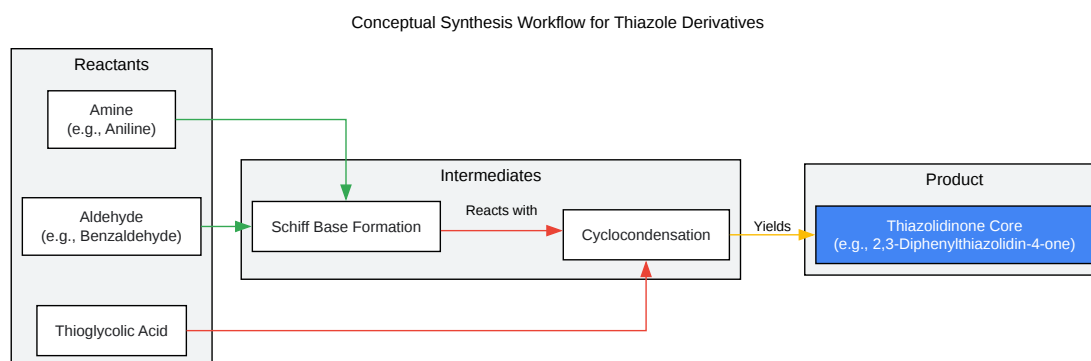 Conceptual Synthesis Workflow for Thiazole Derivatives
Reactants
Amine
(e.g., Aniline)
Aldehyde
(e.g., Benzaldehyde)
Thioglycolic Acid
Intermediates
Schiff Base Formation
Reacts with
Cyclocondensation
Yields
Product
Thiazolidinone Core
(e.g., 2,3-Diphenylthiazolidin-4-one)